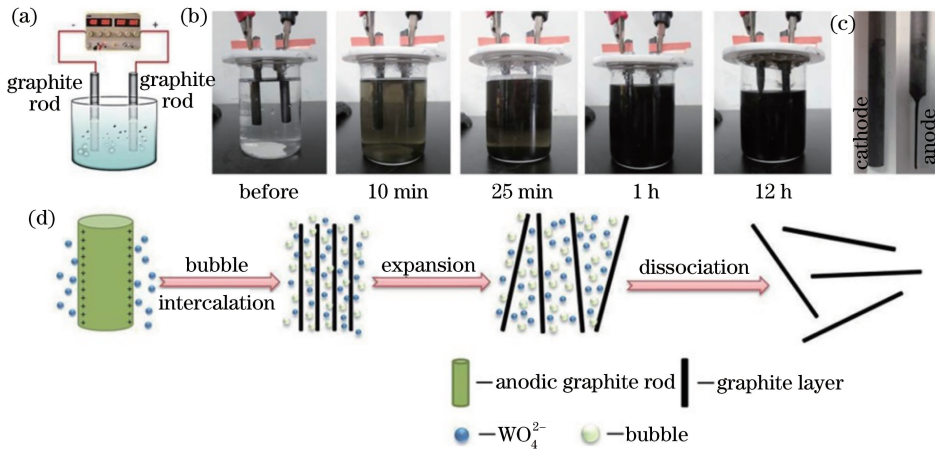 (a)
- +
graphite
rod
graphite
rod
(b)
before
10 min
25 min
1 h
12 h
(c)
cathode
anode
(d)
bubble
intercalation
expansion
dissociation
—anodic graphite rod
—graphite layer
—WO₄²⁻
—bubble